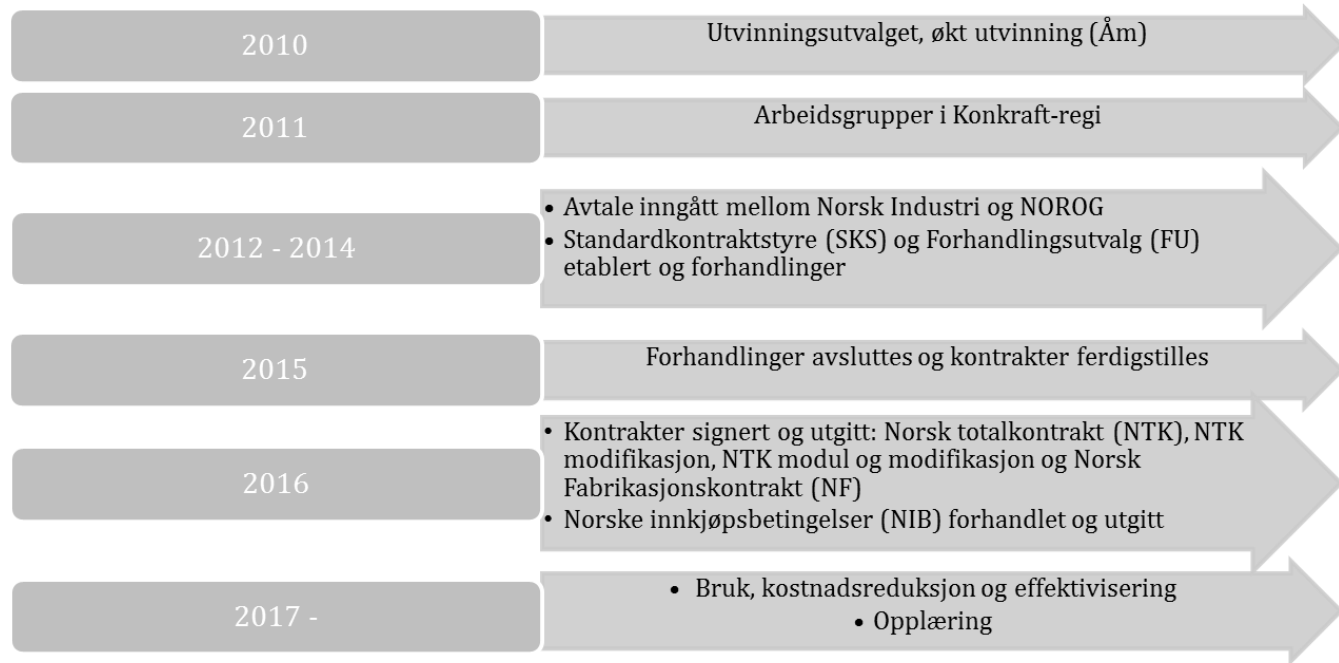 2010
Utvinningsutvalget, økt utvinning (Åm)
2011
Arbeidsgrupper i Konkraft-regi
2012 - 2014
• Avtale inngått mellom Norsk Industri og NOROG
• Standardkontraktstyre (SKS) og Forhandlingsutvalg (FU)
etablert og forhandlinger
2015
Forhandlinger avsluttes og kontrakter ferdigstilles
2016
• Kontrakter signert og utgitt: Norsk totalkontrakt (NTK), NTK
modifikasjon, NTK modul og modifikasjon og Norsk
Fabrikasjonskontrakt (NF)
• Norske innkjøpsbetingelser (NIB) forhandlet og utgitt
2017 -
• Bruk, kostnadsreduksjon og effektivisering
• Opplæring